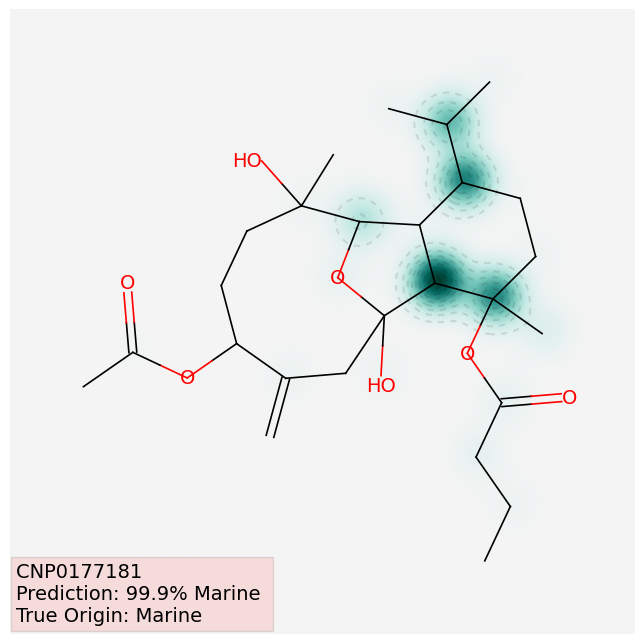 HO
O
O
O
HO
O
O
CNP0177181
Prediction: 99.9% Marine
True Origin: Marine